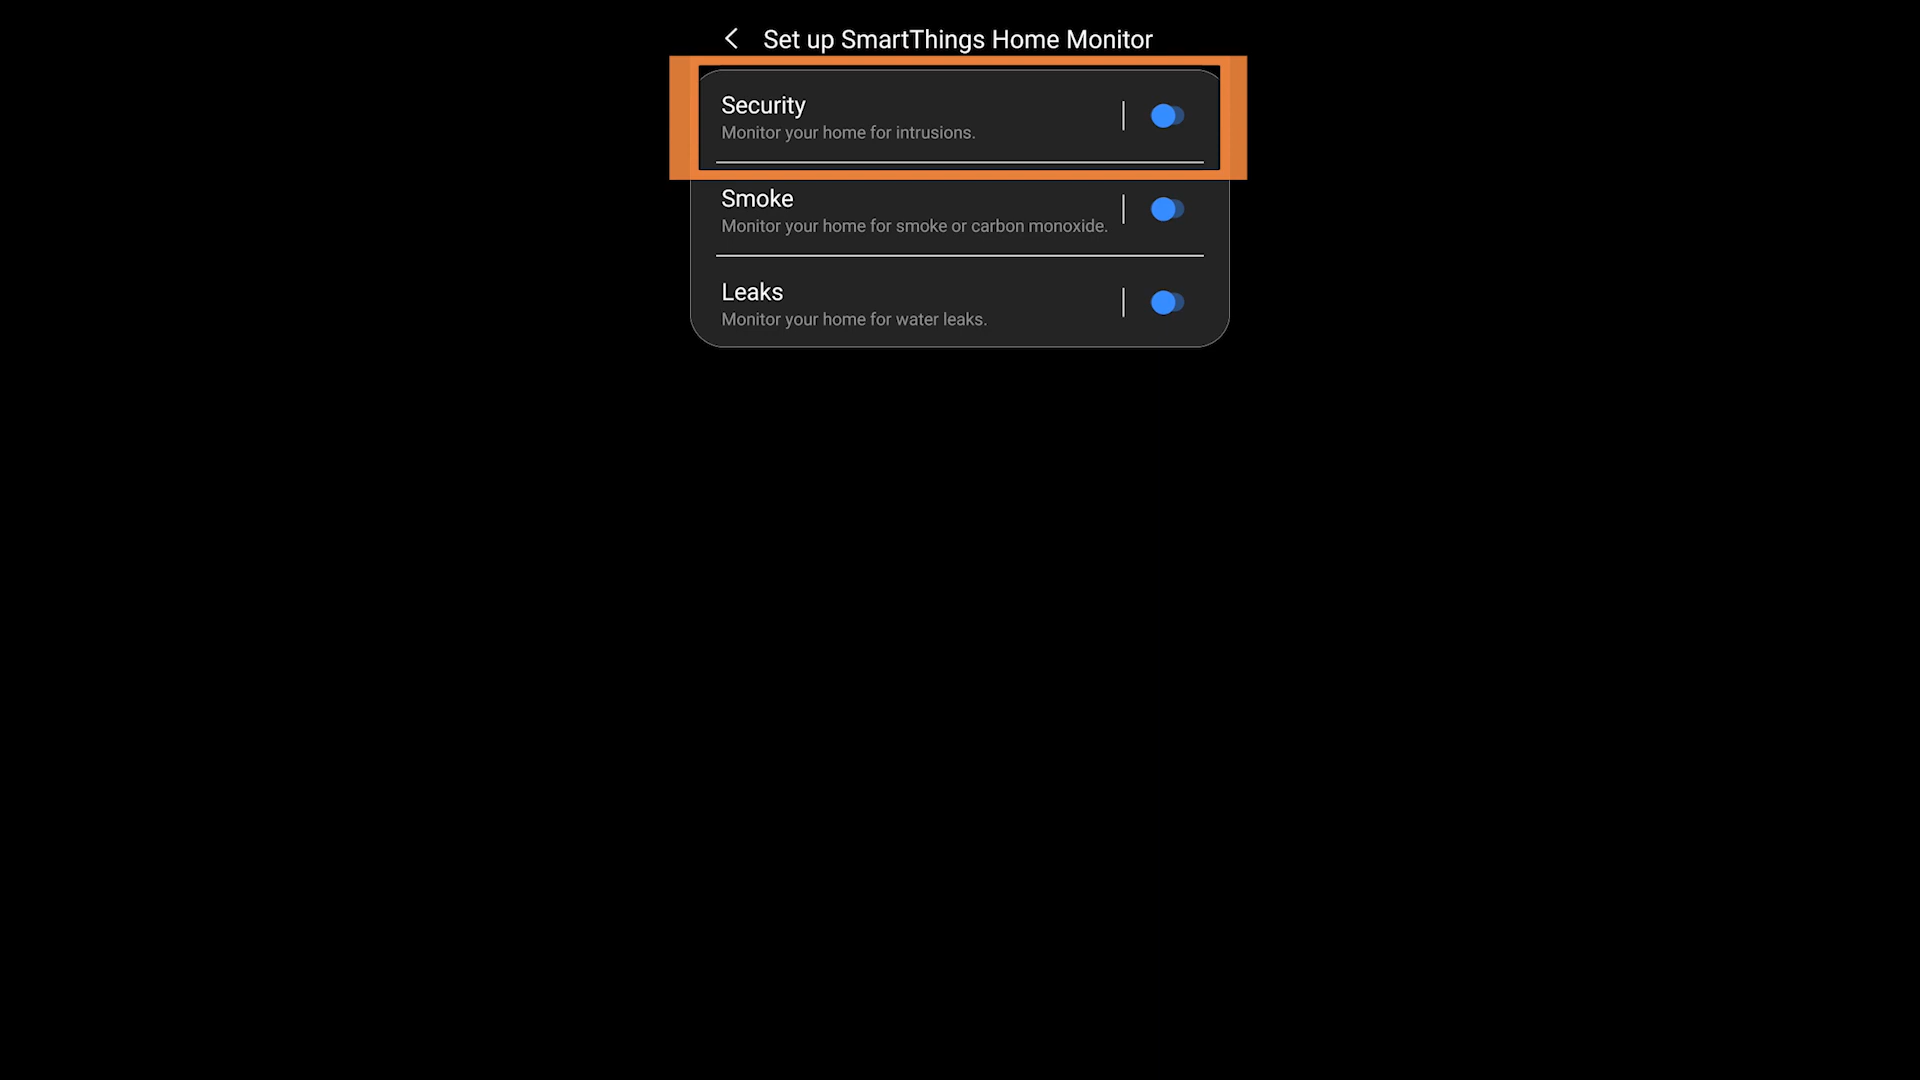 Set up SmartThings Home Monitor
Security
Monitor your home for intrusions.
Smoke
Monitor your home for smoke or carbon monoxide.
Leaks
Monitor your home for water leaks.